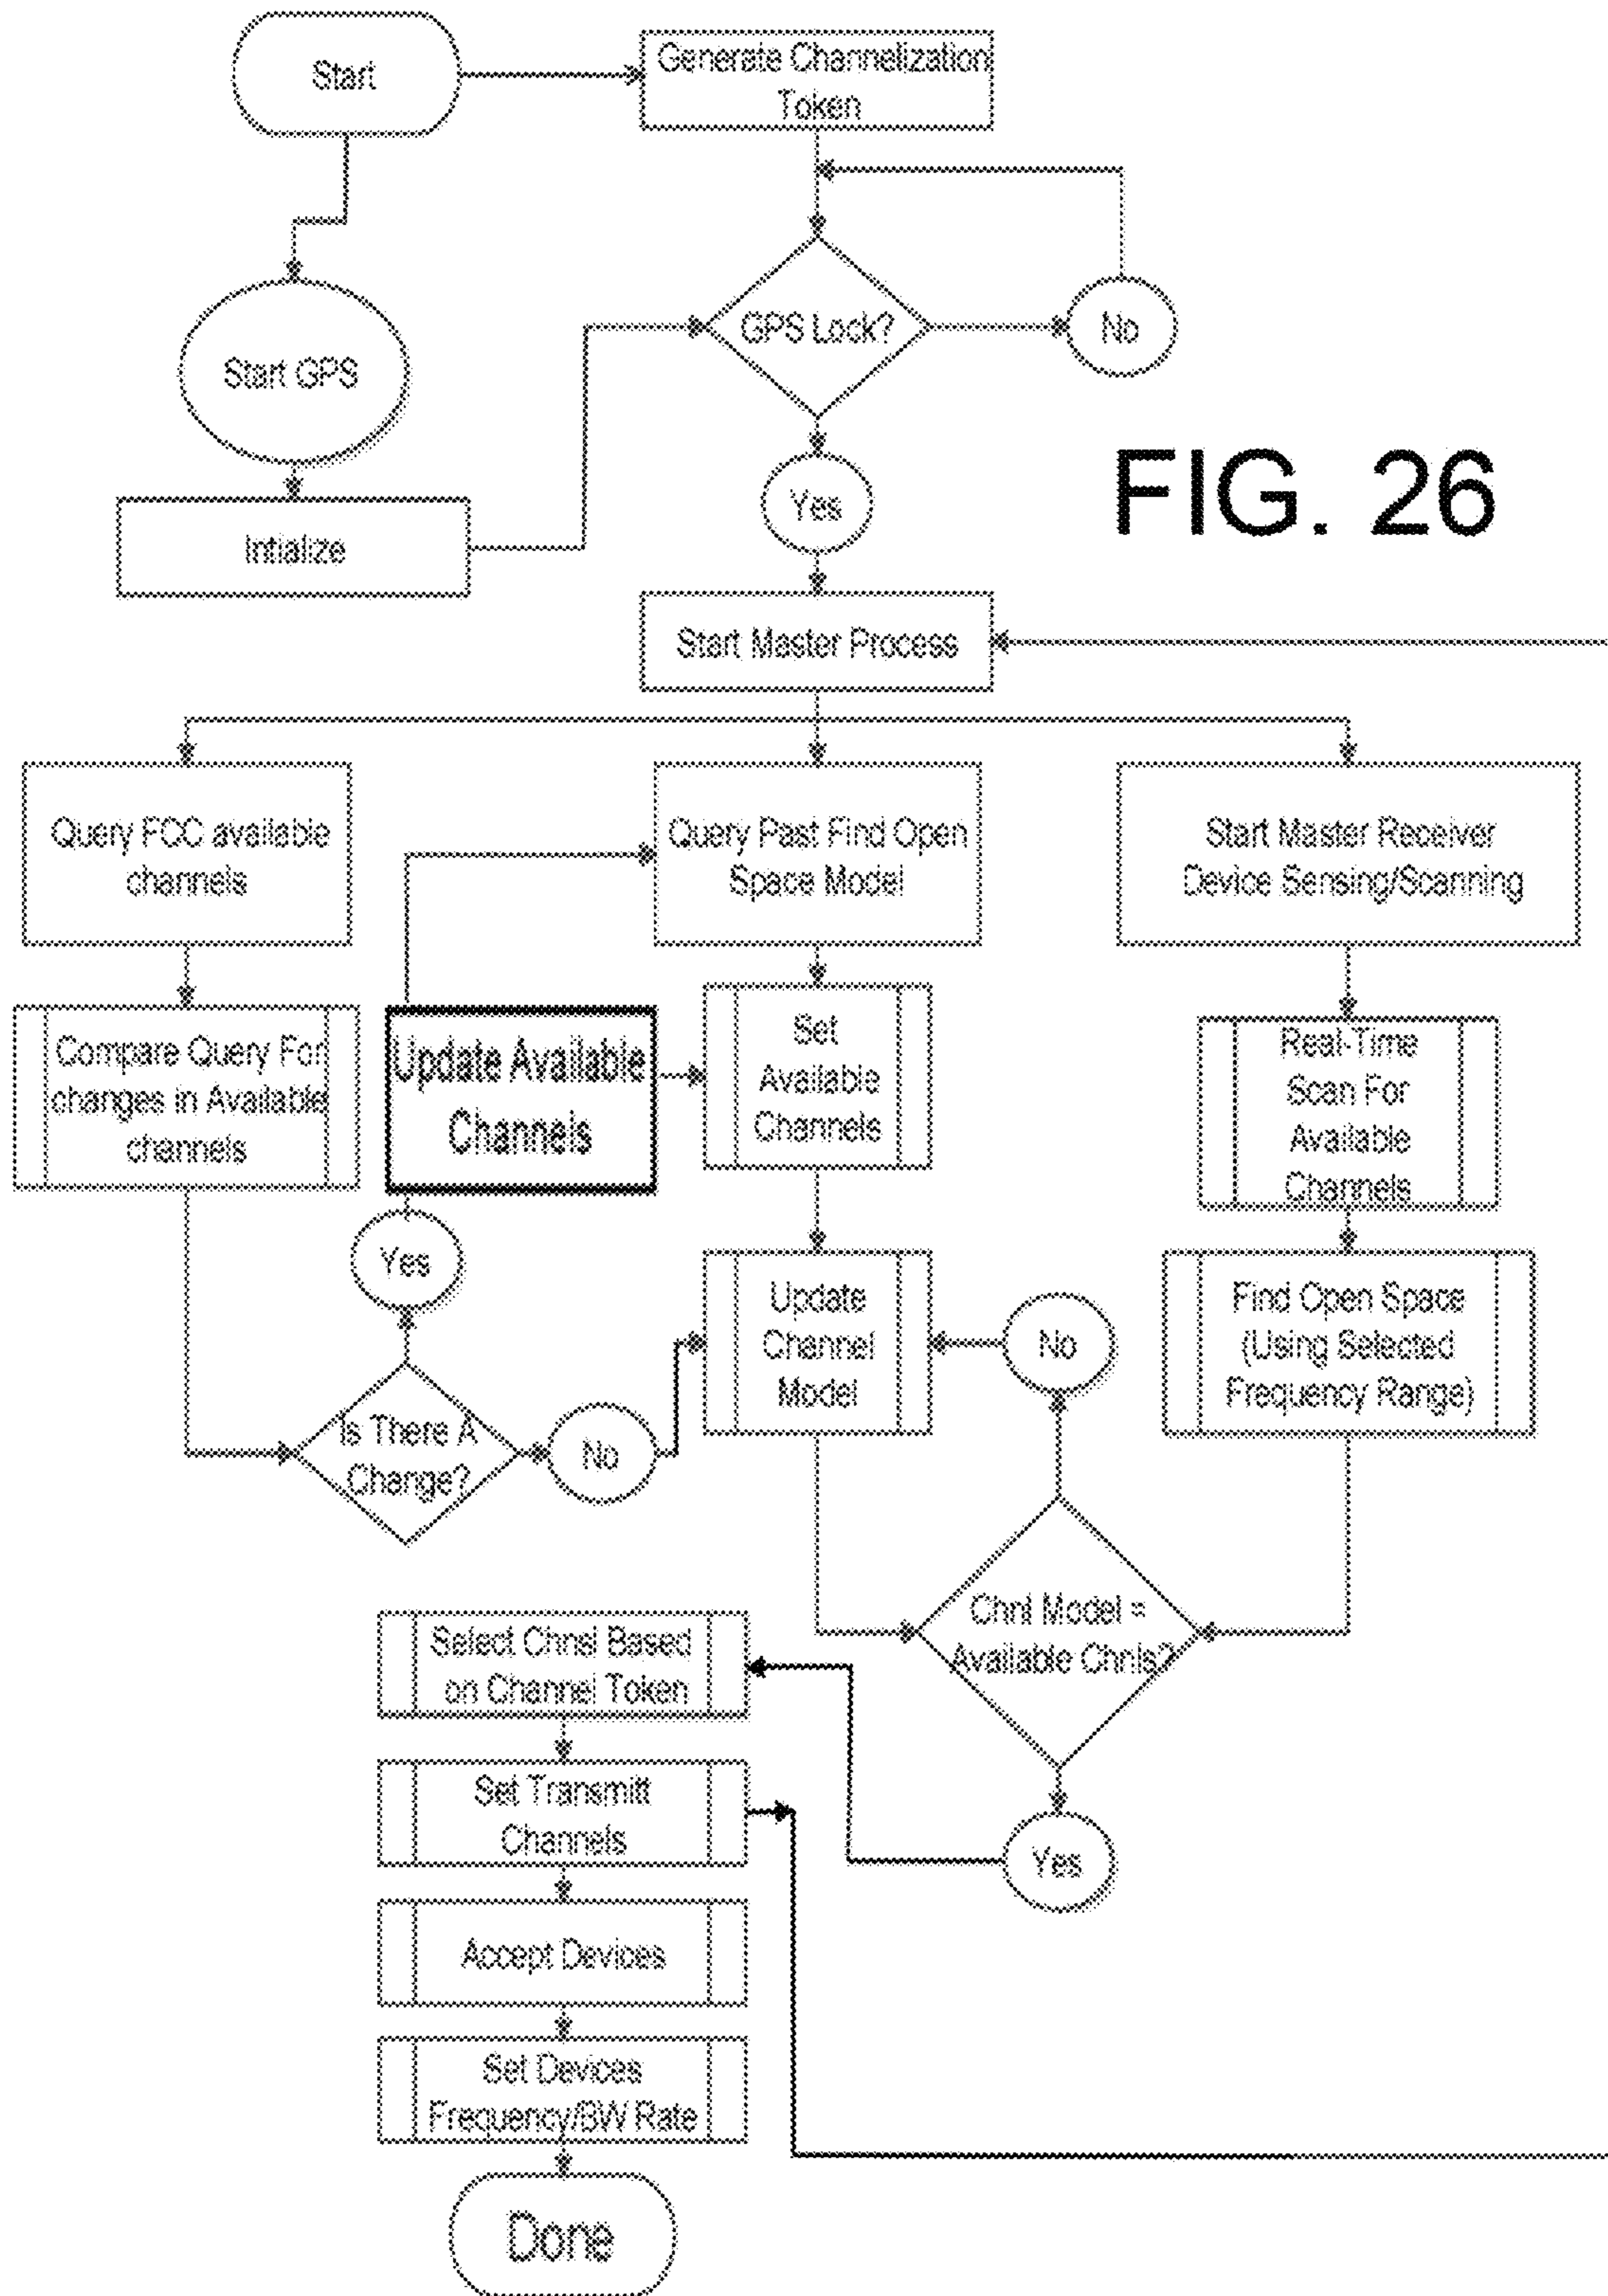 Start
Generate Channelization
Token
GPS Lock?
No
Start GPS
Yes
FIG. 26
Intialize
Start Master Process
Query FCC available
channels
Query Past Find Open
Space Model
Start Master Receiver
Device Sensing/Scanning
Compare Query For
changes in Available
channels
Update Available
Channels
Set
Available
Channels
Real-Time
Scan For
Available
Channels
Yes
Update
Channel
Model
No
Find Open Space
(Using Selected
Frequency Range)
Is There A
Change?
No
Chnl Model =
Available Chnls?
Select Chnsl Based
on Channel Token
Set Transmitt
Channels
Yes
Accept Devices
Set Devices
Frequency/BW Rate
Done